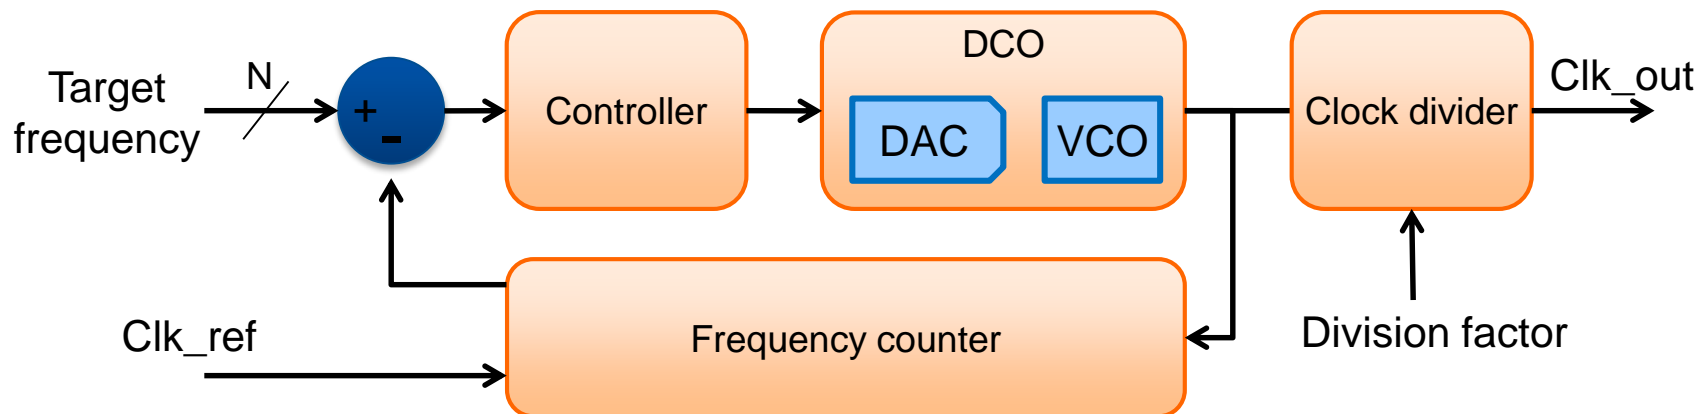 Target
frequency
N
+
-
Controller
DCO
DAC
VCO
Clock divider
Clk_out
Clk_ref
Frequency counter
Division factor